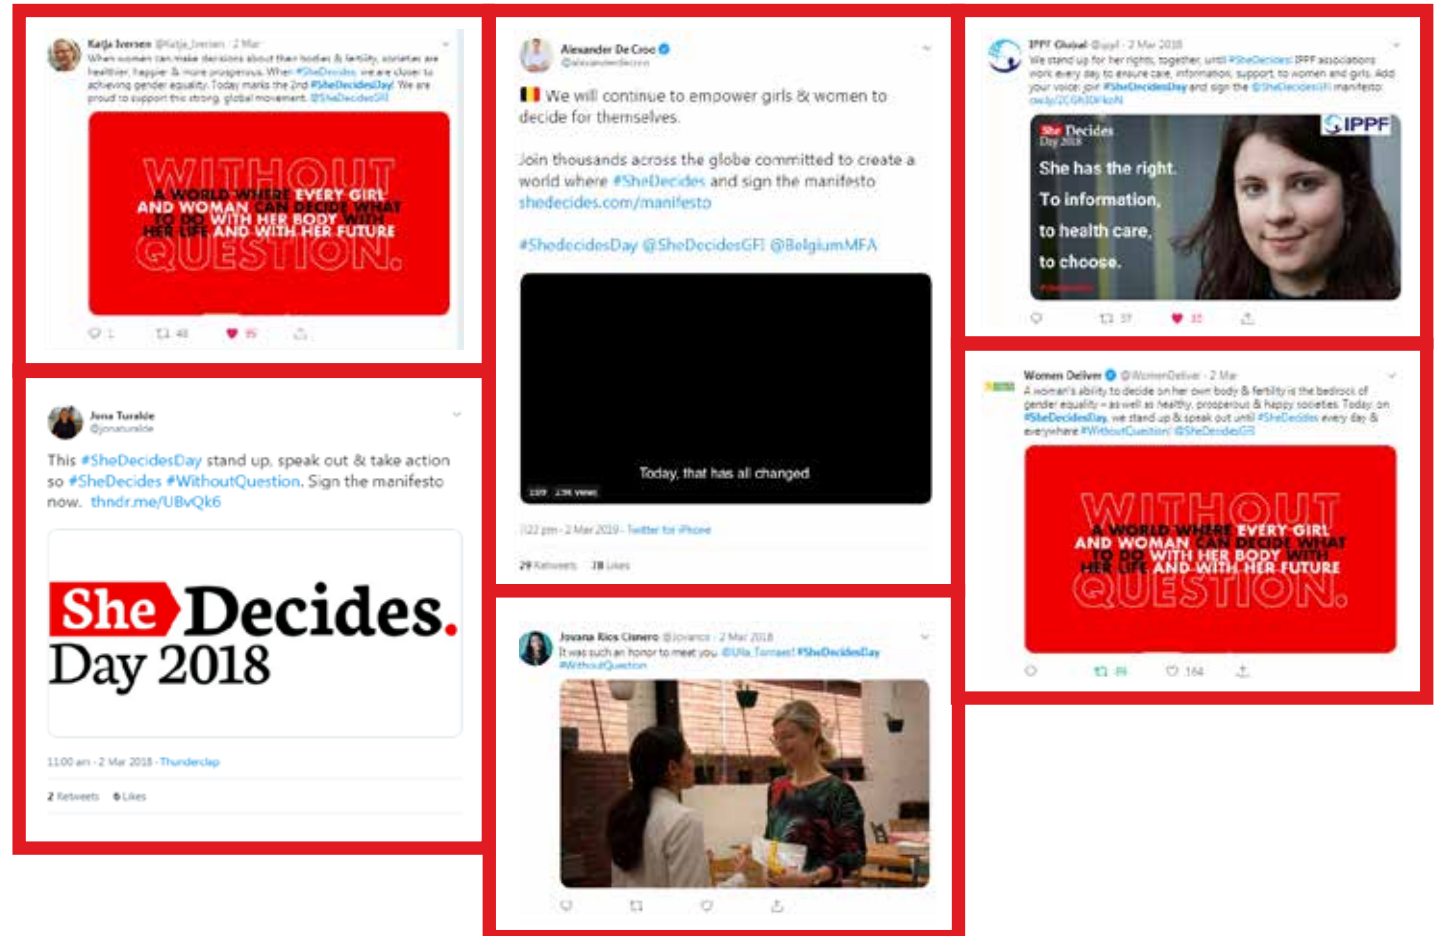 Katja Iversen @Katja_Iversen · 2 Mar
When women can make decisions about their bodies & fertility, societies are
healthier, happier & more prosperous. When #SheDecides, we are closer to
achieving gender equality. Today marks the 2nd #SheDecidesDay! We are
proud to support this strong, global movement. @SheDecidesGFI
WITHOUT
A WORLD WHERE EVERY GIRL
AND WOMAN CAN DECIDE WHAT
TO DO WITH HER BODY WITH
HER LIFE AND WITH HER FUTURE
QUESTION.
1 48 95
Jona Turalde
@jonaturalde
This #SheDecidesDay stand up, speak out & take action
so #SheDecides #WithoutQuestion. Sign the manifesto
now. thndr.me/UBvQk6
She Decides.
Day 2018
11:00 am - 2 Mar 2018 - Thunderclap
2 Retweets 6 Likes
Alexander De Croo
@alexanderdecroo
We will continue to empower girls & women to
decide for themselves.
Join thousands across the globe committed to create a
world where #SheDecides and sign the manifesto
shedecides.com/manifesto
#ShedecidesDay @SheDecidesGFI @BelgiumMFA
Today, that has all changed
views
7:22 pm - 2 Mar 2019 - Twitter for iPhone
29 Retweets 78 Likes
Jovana Rios Cisnero @Jovanco · 2 Mar 2018
It was such an honor to meet you @Ulla_Tornaes! #SheDecidesDay
#WithoutQuestion
IPPF Global @ippf · 2 Mar 2018
We stand up for her rights, together, until #SheDecides! IPPF associations
work every day to ensure care, information, support, to women and girls. Add
your voice: join #SheDecidesDay and sign the @SheDecidesGFI manifesto:
She Decides
Day 2018
IPPF
She has the right.
To information,
to health care,
to choose.
37
Women Deliver @WomenDeliver · 2 Mar
A woman's ability to decide on her own body & fertility is the bedrock of
gender equality – as well as healthy, prosperous & happy societies. Today, on
#SheDecidesDay, we stand up & speak out until #SheDecides every day &
everywhere #WithoutQuestion! @SheDecidesGFI
WITHOUT
A WORLD WHERE EVERY GIRL
AND WOMAN CAN DECIDE WHAT
TO DO WITH HER BODY WITH
HER LIFE AND WITH HER FUTURE
QUESTION.
164